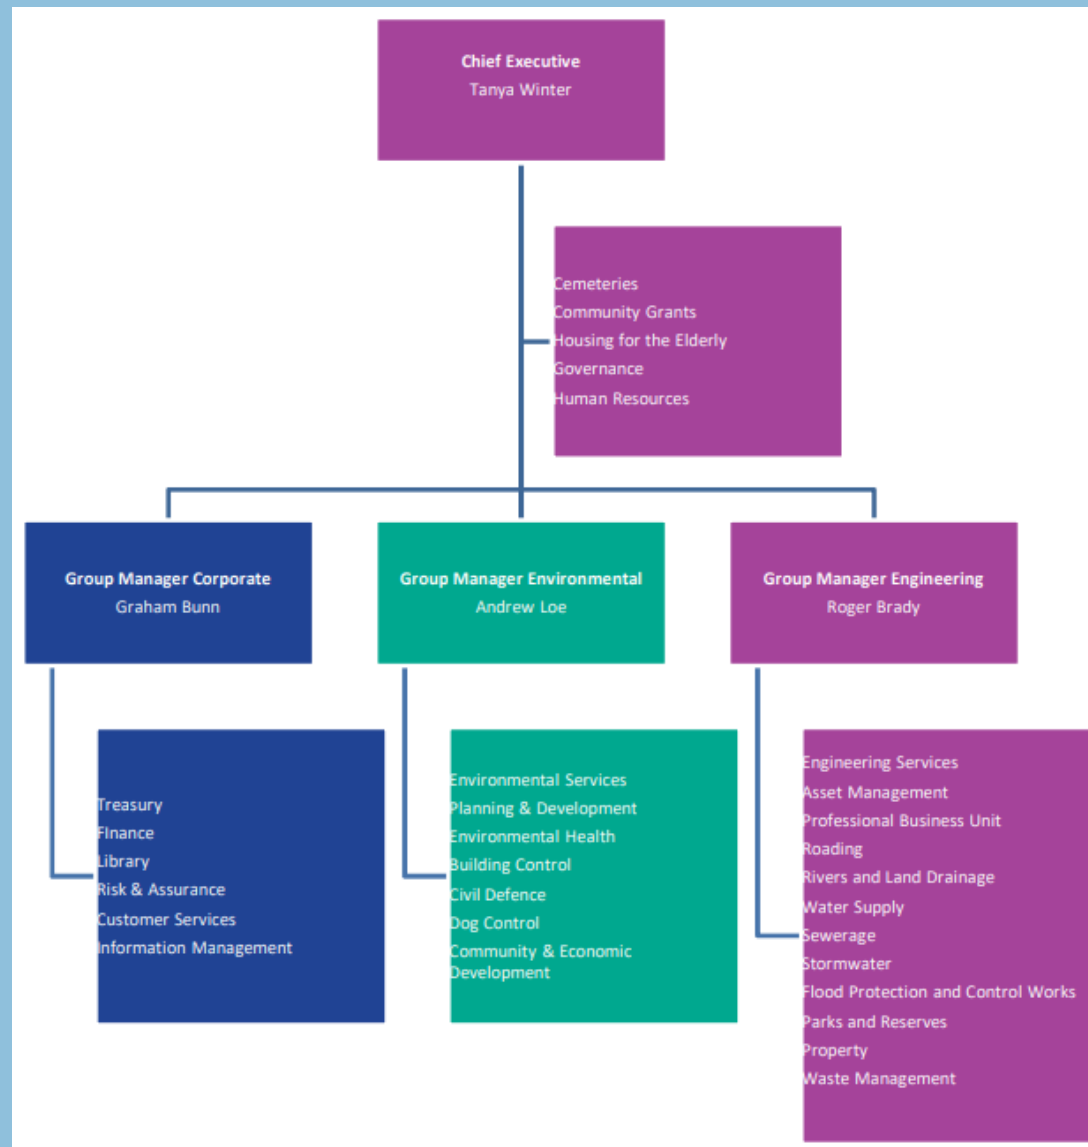 Chief Executive
Tanya Winter
Cemeteries
Community Grants
Housing for the Elderly
Governance
Human Resources
Group Manager Corporate
Graham Bunn
Group Manager Environmental
Andrew Loe
Group Manager Engineering
Roger Brady
Treasury
FInance
Library
Risk & Assurance
Customer Services
Information Management
Environmental Services
Planning & Development
Environmental Health
Building Control
Civil Defence
Dog Control
Community & Economic
Development
Engineering Services
Asset Management
Professional Business Unit
Roading
Rivers and Land Drainage
Water Supply
Sewerage
Stormwater
Flood Protection and Control Works
Parks and Reserves
Property
Waste Management